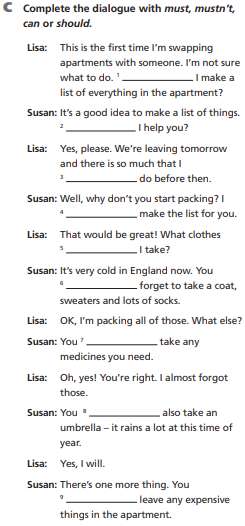 C Complete the dialogue with must, mustn't,
can or should.
Lisa: This is the first time I'm swapping
apartments with someone. I'm not sure
what to do. 1 __________ I make a
list of everything in the apartment?
Susan: It's a good idea to make a list of things.
2 __________ I help you?
Lisa: Yes, please. We're leaving tomorrow
and there is so much that I
3 __________ do before then.
Susan: Well, why don't you start packing? I
4 __________ make the list for you.
Lisa: That would be great! What clothes
5 __________ I take?
Susan: It's very cold in England now. You
6 __________ forget to take a coat,
sweaters and lots of socks.
Lisa: OK, I'm packing all of those. What else?
Susan: You 7 __________ take any
medicines you need.
Lisa: Oh, yes! You're right. I almost forgot
those.
Susan: You 8 __________ also take an
umbrella – it rains a lot at this time of
year.
Lisa: Yes, I will.
Susan: There's one more thing. You
9 __________ leave any expensive
things in the apartment.